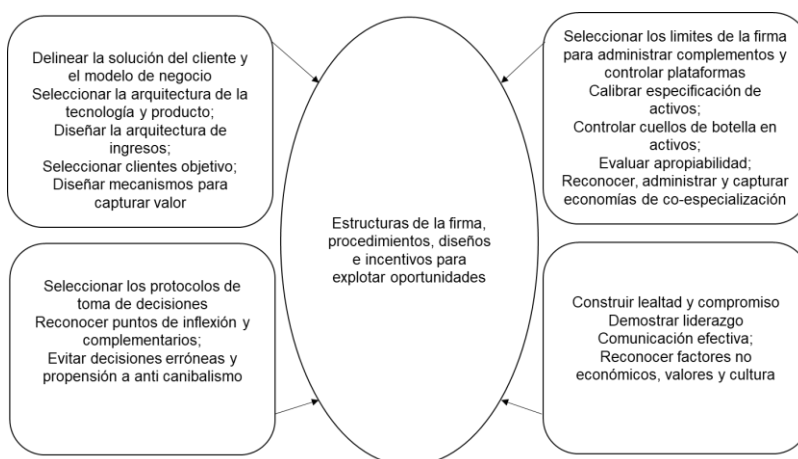 Delinear la solución del cliente y
el modelo de negocio
Seleccionar la arquitectura de la
tecnología y producto;
Diseñar la arquitectura de
ingresos;
Seleccionar clientes objetivo;
Diseñar mecanismos para
capturar valor
Seleccionar los limites de la firma
para administrar complementos y
controlar plataformas
Calibrar especificación de
activos;
Controlar cuellos de botella en
activos;
Evaluar apropiabilidad;
Reconocer, administrar y capturar
economías de co-especialización
Estructuras de la firma,
procedimientos, diseños
e incentivos para
explotar oportunidades
Seleccionar los protocolos de
toma de decisiones
Reconocer puntos de inflexión y
complementarios;
Evitar decisiones erróneas y
propensión a anti canibalismo
Construir lealtad y compromiso
Demostrar liderazgo
Comunicación efectiva;
Reconocer factores no
económicos, valores y cultura